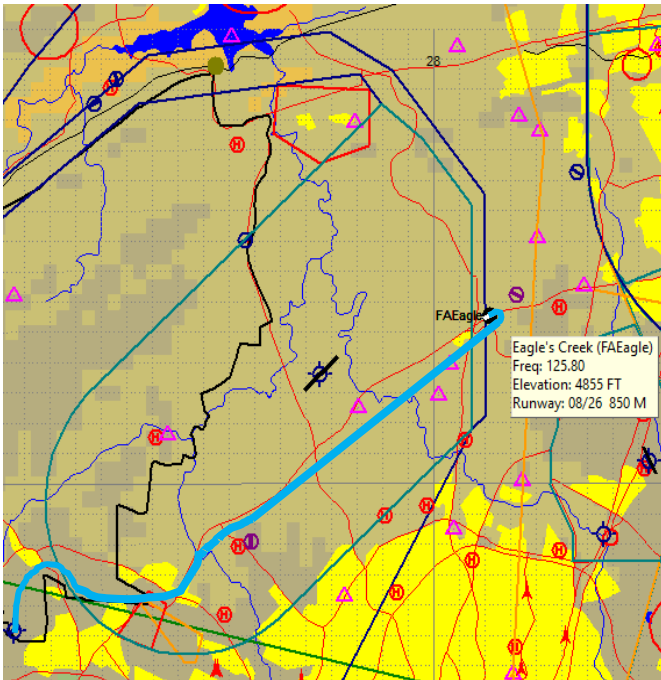 28
FAEagle
Eagle's Creek (FAEagle)
Freq: 125.80
Elevation: 4855 FT
Runway: 08/26 850 M